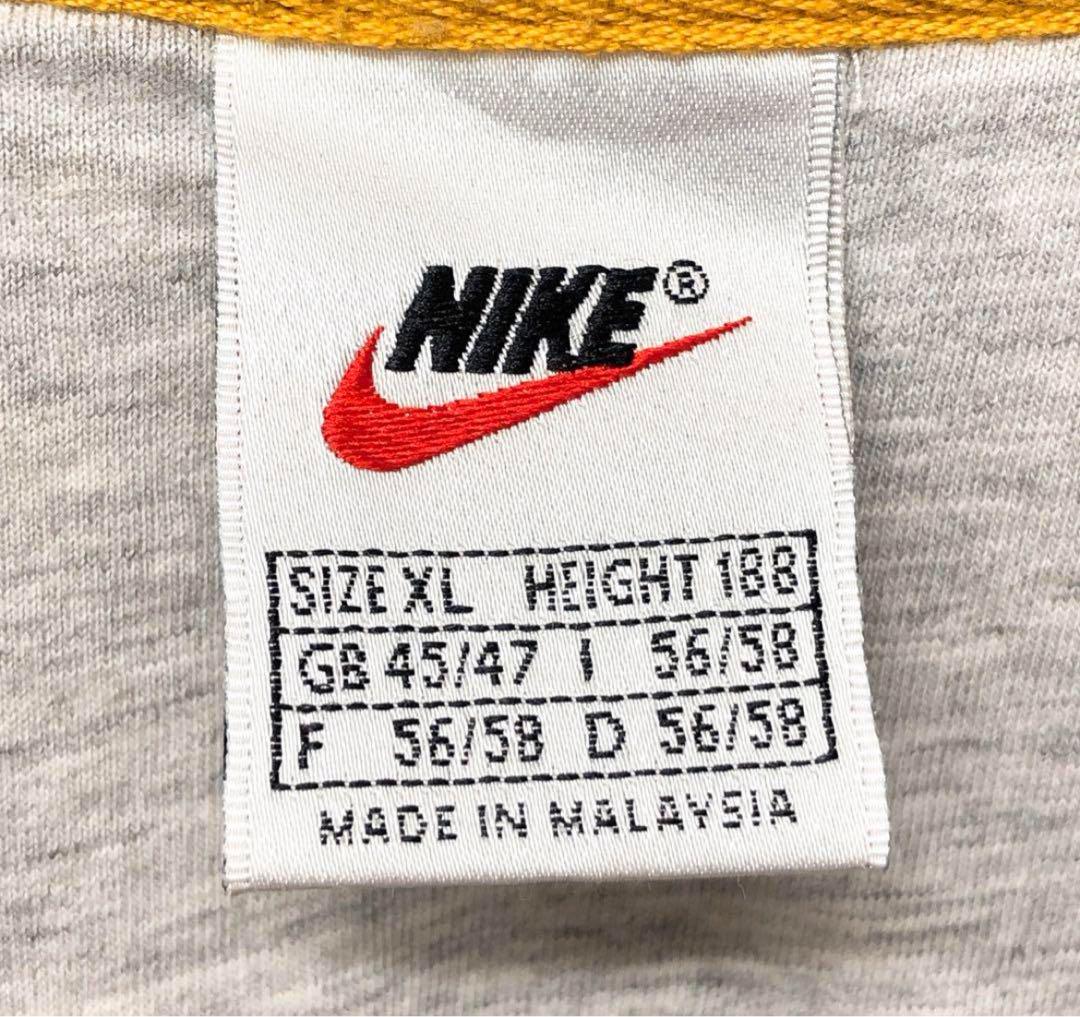 NIKE®
SIZE XL HEIGHT 188
GB 45/47 I 56/58
F 56/58 D 56/58
MADE IN MALAYSIA